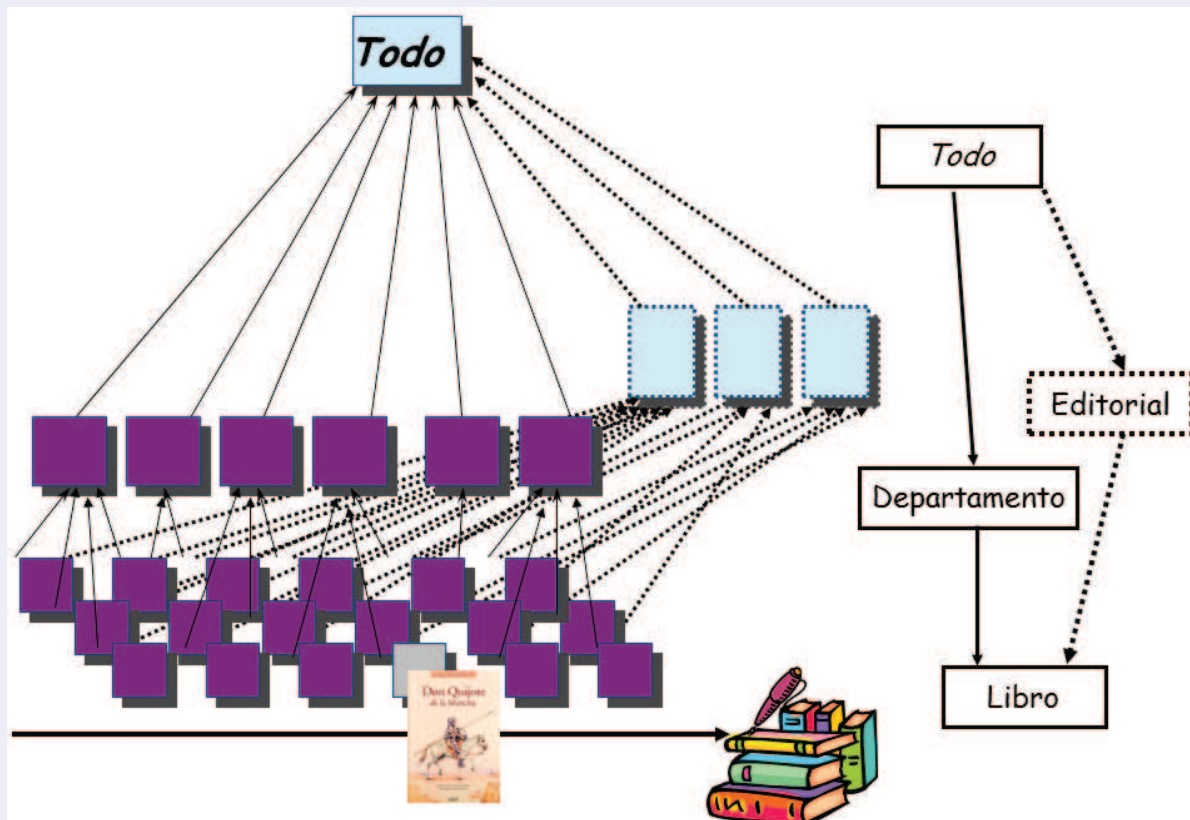 Todo
Todo
Editorial
Departamento
Libro
Don Quijote
de la Mancha